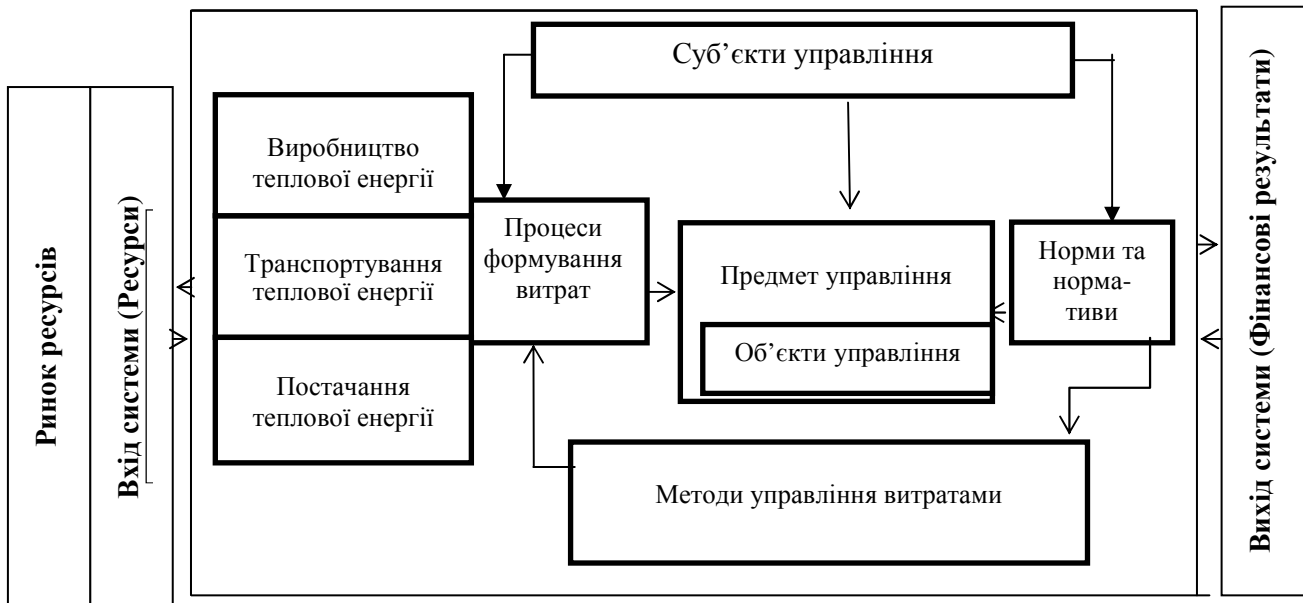 Ринок ресурсів
Вхід системи (Ресурси)
Суб’єкти управління
Виробництво
теплової енергії
Транспортування
теплової енергії
Постачання
теплової енергії
Процеси
формування
витрат
Предмет управління
Об’єкти управління
Норми та
норма-
тиви
Методи управління витратами
Вихід системи (Фінансові результати)